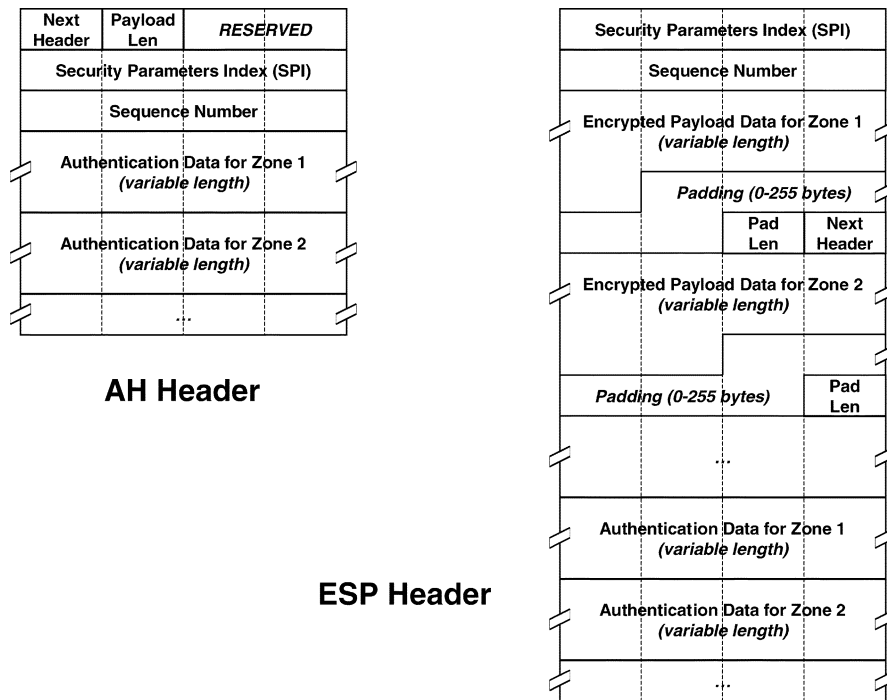 Next Header
Payload Len
RESERVED
Security Parameters Index (SPI)
Sequence Number
Authentication Data for Zone 1
(variable length)
Authentication Data for Zone 2
(variable length)
...
AH Header
Security Parameters Index (SPI)
Sequence Number
Encrypted Payload Data for Zone 1
(variable length)
Padding (0-255 bytes)
Pad Len
Next Header
Encrypted Payload Data for Zone 2
(variable length)
Padding (0-255 bytes)
Pad Len
...
Authentication Data for Zone 1
(variable length)
Authentication Data for Zone 2
(variable length)
...
ESP Header